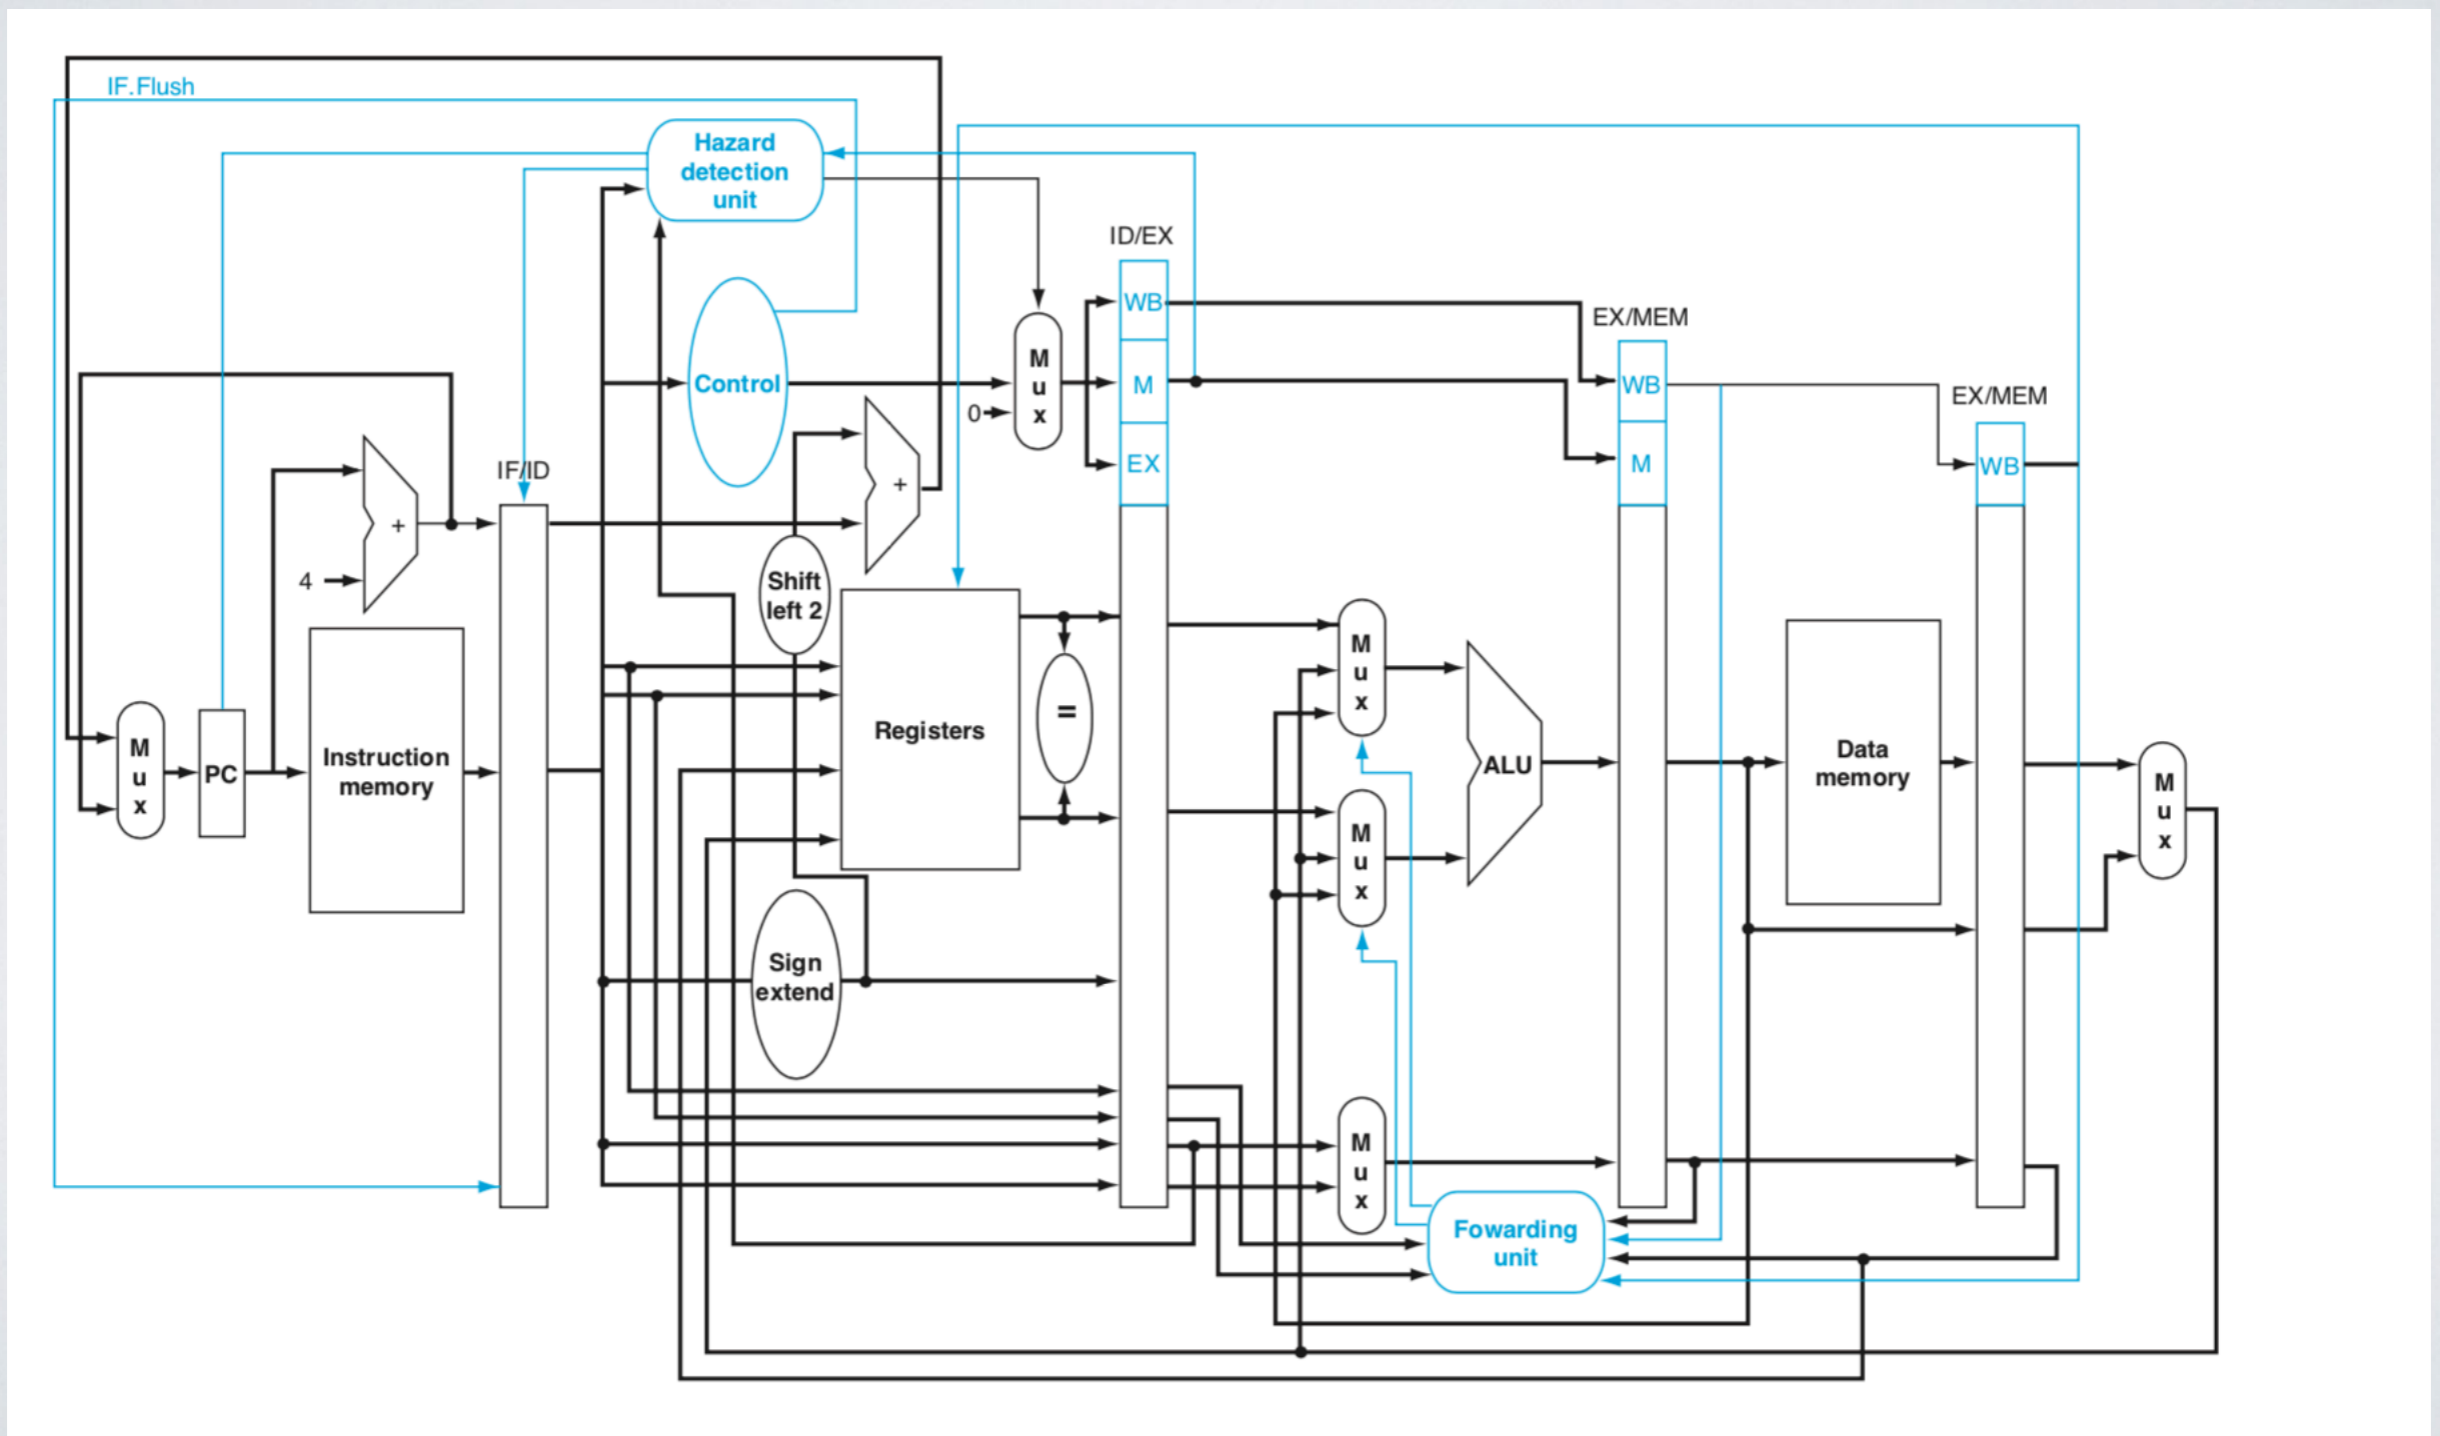 IF.Flush
Hazard
detection
unit
ID/EX
WB
M
EX
EX/MEM
WB
M
EX/MEM
WB
Control
M
u
x
0
+
IF/ID
+
4
Shift
left 2
M
u
x
PC
Instruction
memory
Registers
=
Sign
extend
M
u
x
M
u
x
ALU
Data
memory
M
u
x
M
u
x
Fowarding
unit